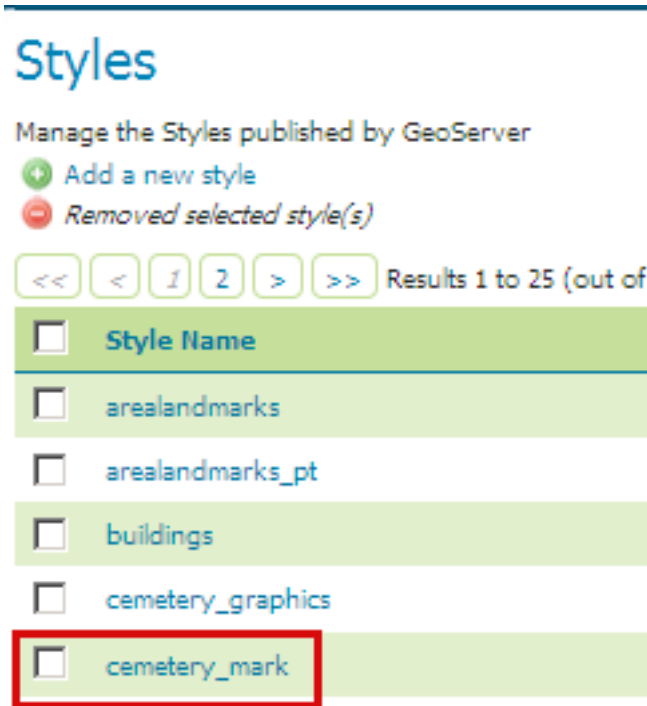 Styles
Manage the Styles published by GeoServer
Add a new style
Removed selected style(s)
<< < 1 2 > >> Results 1 to 25 (out of
Style Name
arealandmarks
arealandmarks_pt
buildings
cemetery_graphics
cemetery_mark